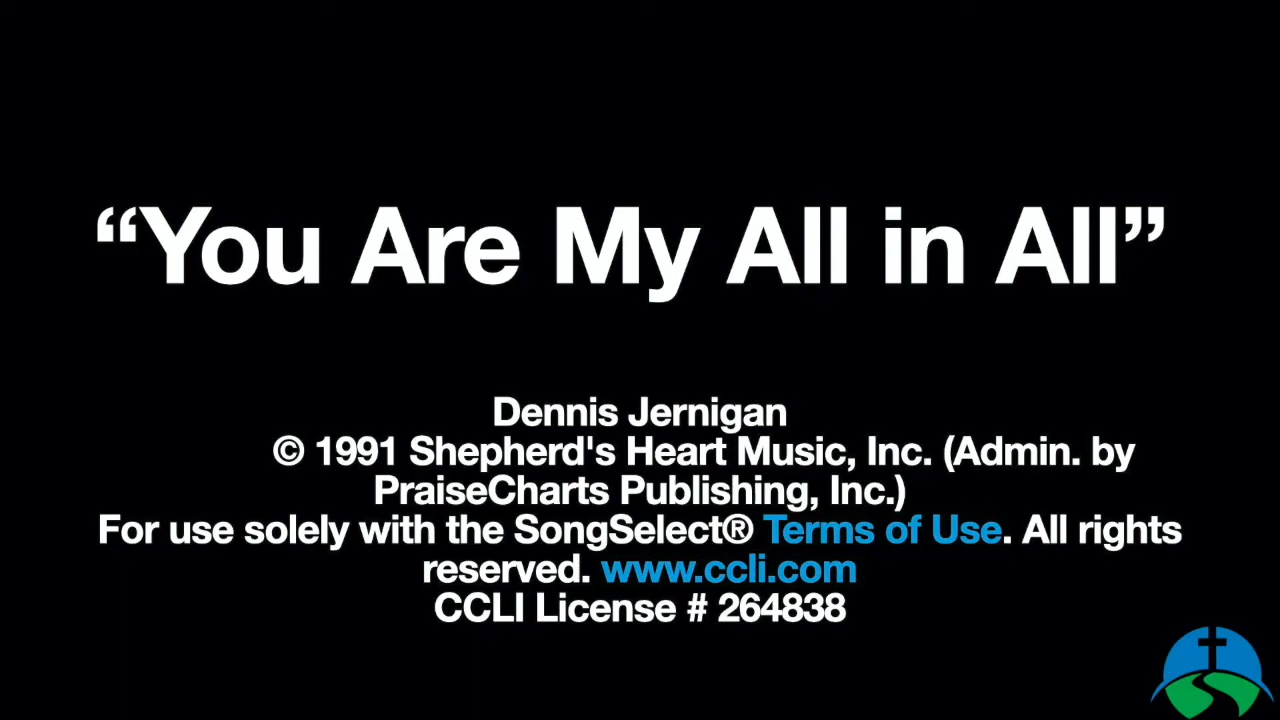 “You Are My All in All”
Dennis Jernigan
© 1991 Shepherd's Heart Music, Inc. (Admin. by
PraiseCharts Publishing, Inc.)
For use solely with the SongSelect® Terms of Use. All rights
reserved. www.ccli.com
CCLI License # 264838